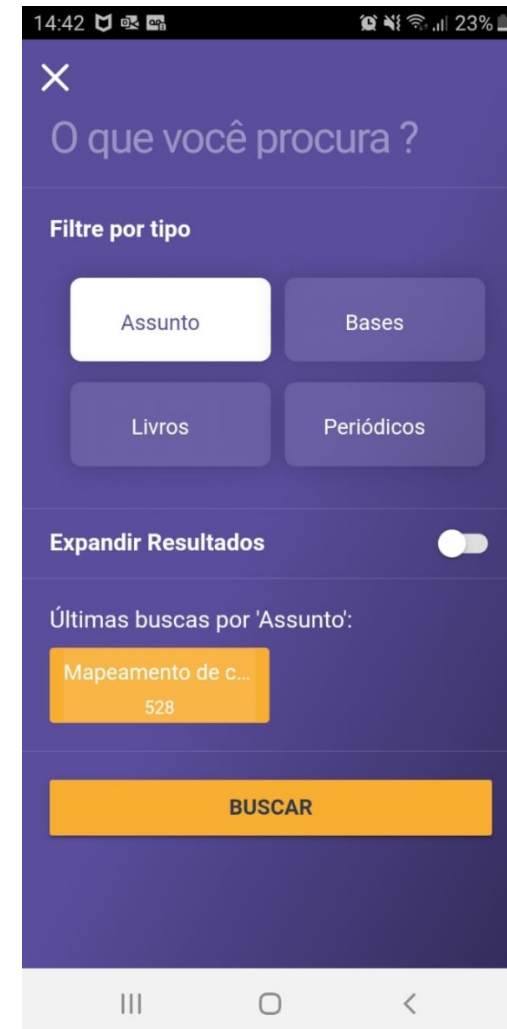 14:42 23%
O que você procura ?
Filtre por tipo
Assunto Bases
Livros Periódicos
Expandir Resultados
Últimas buscas por 'Assunto':
Mapeamento de c...
528
BUSCAR